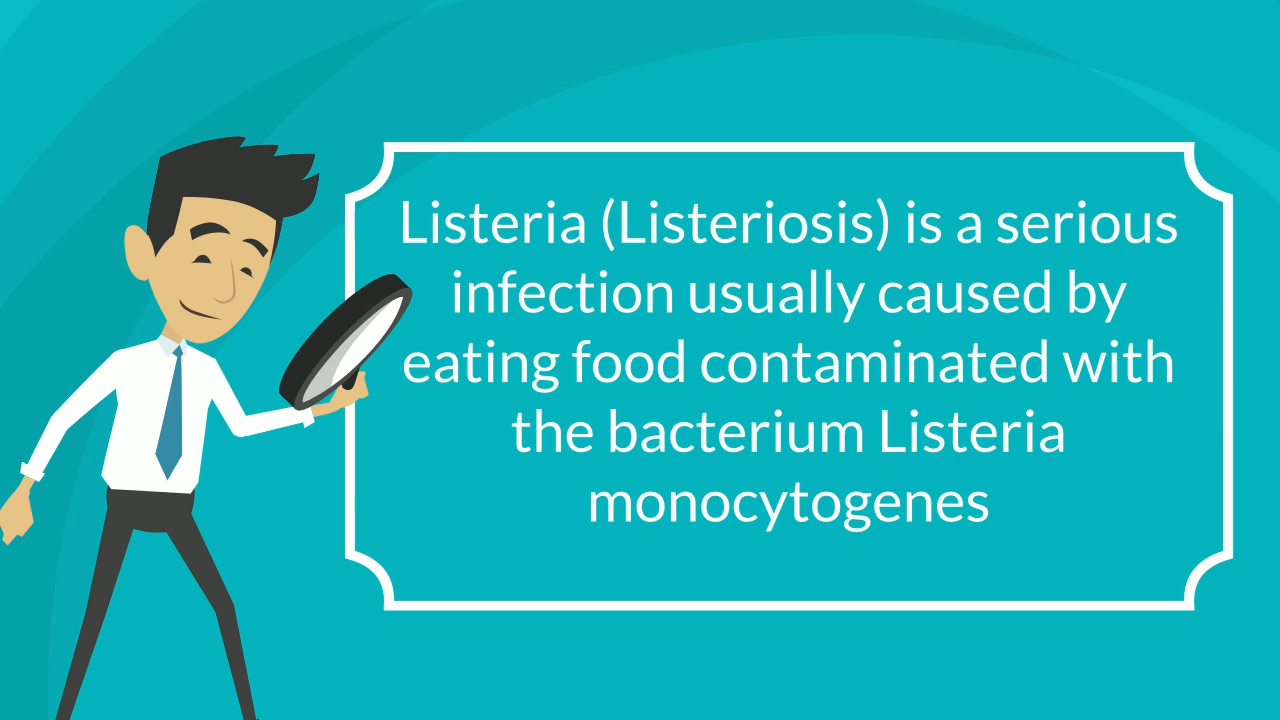 Listeria (Listeriosis) is a serious
infection usually caused by
eating food contaminated with
the bacterium Listeria
monocytogenes